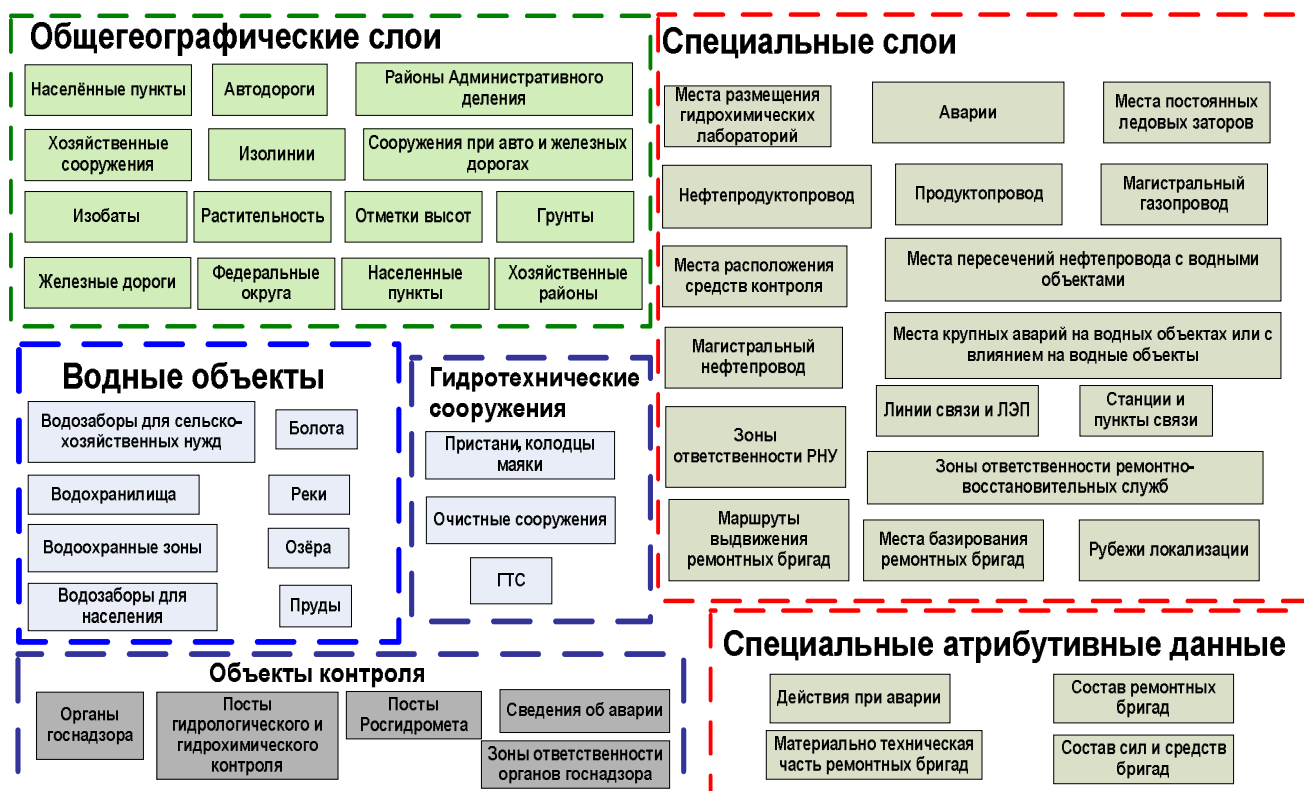 Общегеографические слои
Населённые пункты
Автодороги
Районы Административного
деления
Хозяйственные
сооружения
Изолинии
Сооружения при авто и железных
дорогах
Изобаты
Растительность
Отметки высот
Грунты
Железные дороги
Федеральные
округа
Населенные
пункты
Хозяйственные
районы
Специальные слои
Места размещения
гидрохимических
лабораторий
Аварии
Места постоянных
ледовых заторов
Нефтепродуктопровод
Продуктопровод
Магистральный
газопровод
Места расположения
средств контроля
Места пересечений нефтепровода с водными
объектами
Магистральный
нефтепровод
Места крупных аварий на водных объектах или с
влиянием на водные объекты
Линии связи и ЛЭП
Станции и
пункты связи
Зоны
ответственности РНУ
Зоны ответственности ремонтно-
восстановительных служб
Маршруты
выдвижения
ремонтных бригад
Места базирования
ремонтных бригад
Рубежи локализации
Водные объекты
Водозаборы для сельско-
хозяйственных нужд
Болота
Водохранилища
Реки
Водоохранные зоны
Озёра
Водозаборы для
населения
Пруды
Гидротехнические
сооружения
Пристани, колодцы
маяки
Очистные сооружения
ГТС
Объекты контроля
Органы
госнадзора
Посты
гидрологического и
гидрохимического
контроля
Посты
Росгидромета
Сведения об аварии
Зоны ответственности
органов госнадзора
Специальные атрибутивные данные
Действия при аварии
Состав ремонтных
бригад
Материально техническая
часть ремонтных бригад
Состав сил и средств
бригад